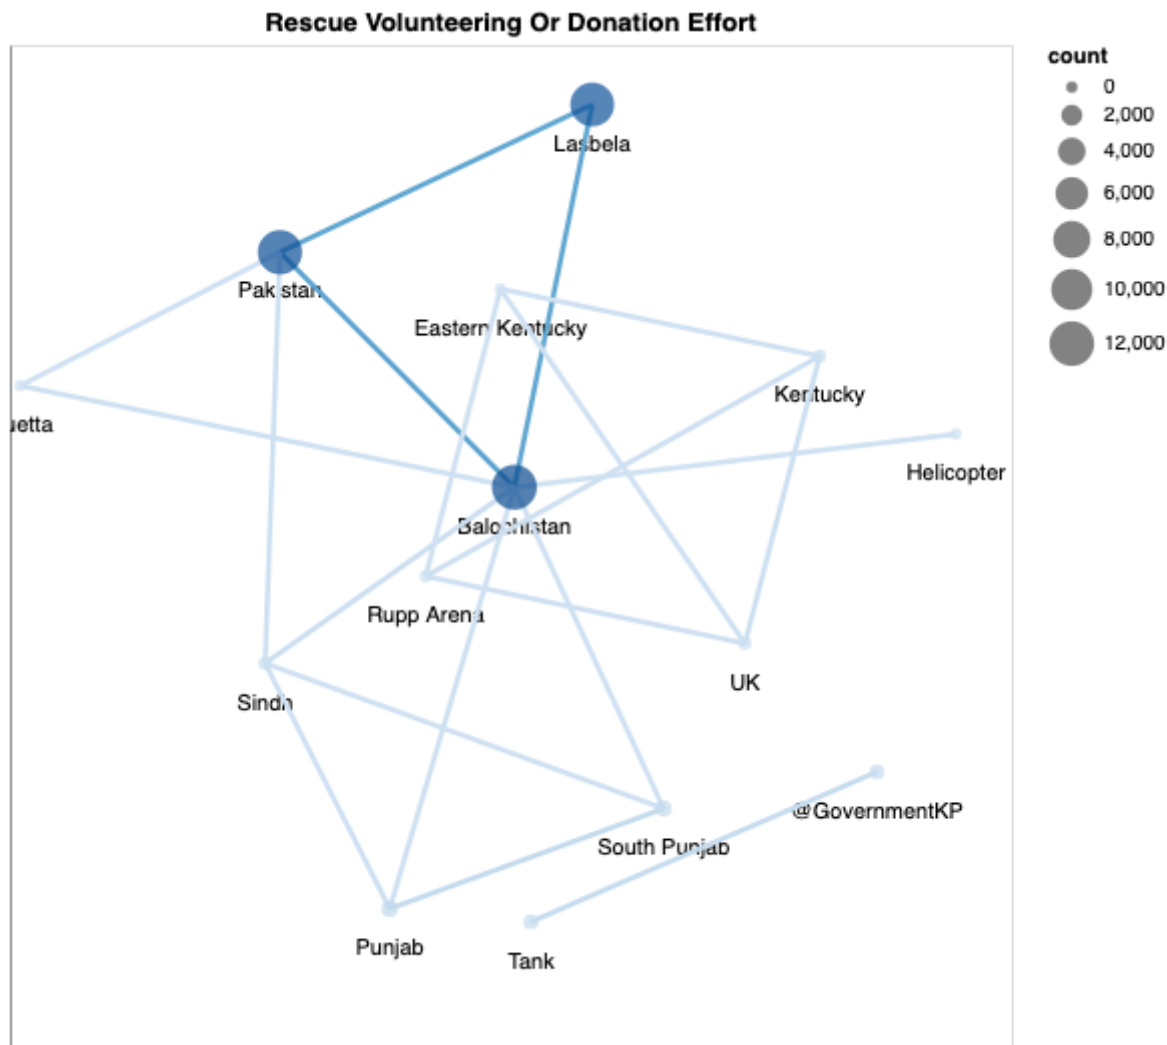 Rescue Volunteering Or Donation Effort
count
0
2,000
4,000
6,000
8,000
10,000
12,000
Lasbela
Pakistan
Eastern Kentucky
Kentucky
uetta
Helicopter
Balochistan
Rupp Arena
UK
Sindh
@GovernmentKP
South Punjab
Punjab
Tank